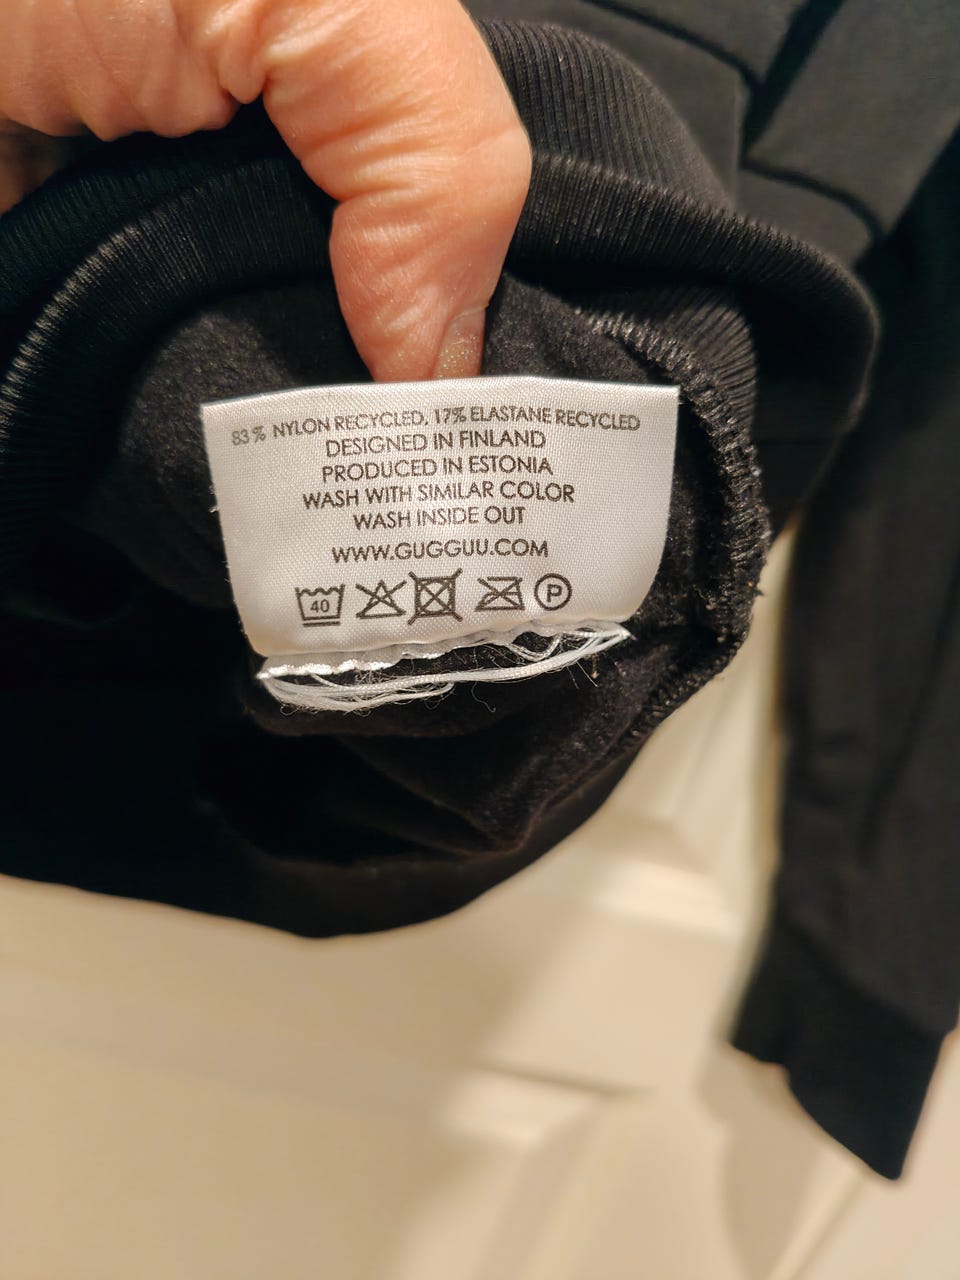 83% NYLON RECYCLED, 17% ELASTANE RECYCLED
DESIGNED IN FINLAND
PRODUCED IN ESTONIA
WASH WITH SIMILAR COLOR
WASH INSIDE OUT
WWW.GUGGUU.COM
40 P